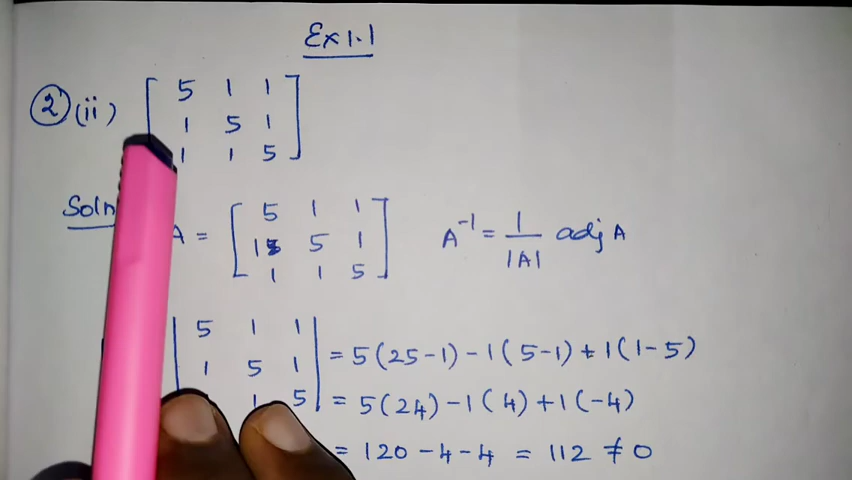 Ex 1.1
② (ii) [ 5 1 1
1 5 1
1 1 5 ]
Soln
A = [ 5 1 1
1 5 1
1 1 5 ]
A⁻¹ = 1/|A| adj A
| 5 1 1 | = 5(25-1) -1(5-1) + 1(1-5)
1 5 1
1 5 | = 5(24) -1(4) +1(-4)
= 120 -4 -4 = 112 ≠ 0